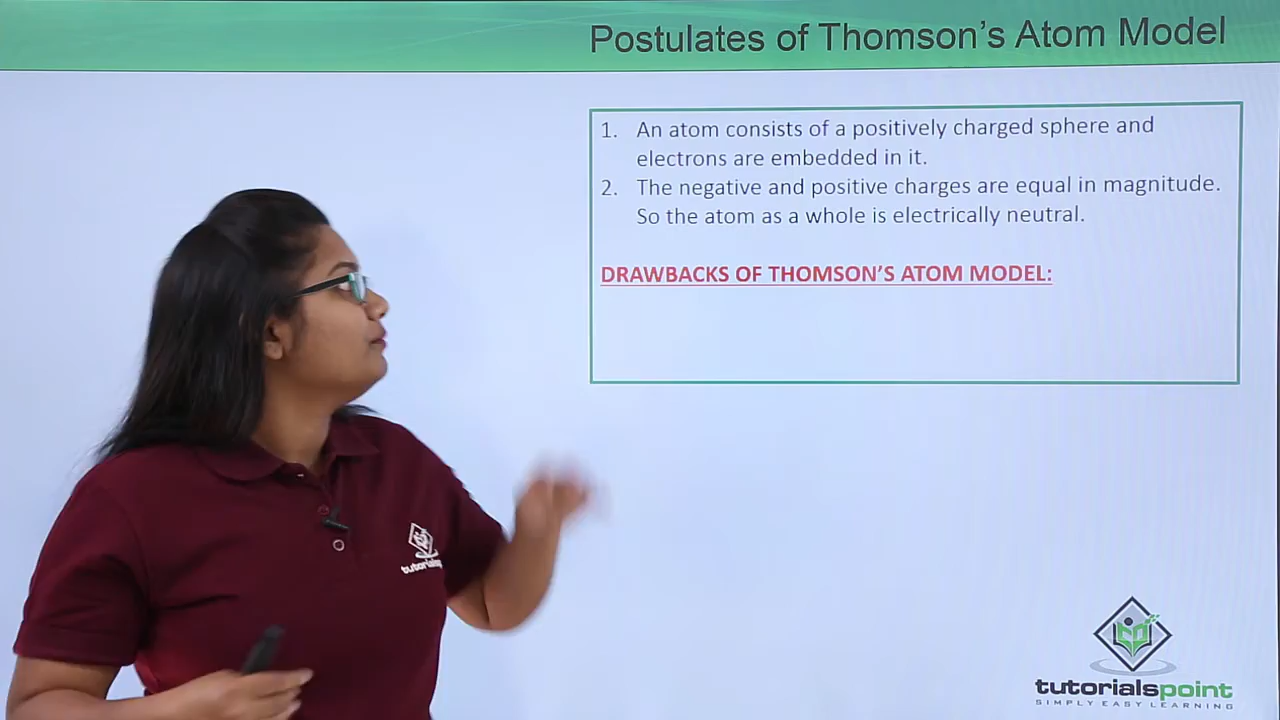 Postulates of Thomson's Atom Model
1. An atom consists of a positively charged sphere and
electrons are embedded in it.
2. The negative and positive charges are equal in magnitude.
So the atom as a whole is electrically neutral.
DRAWBACKS OF THOMSON'S ATOM MODEL:
tutorialspoint
SIMPLY EASY LEARNING